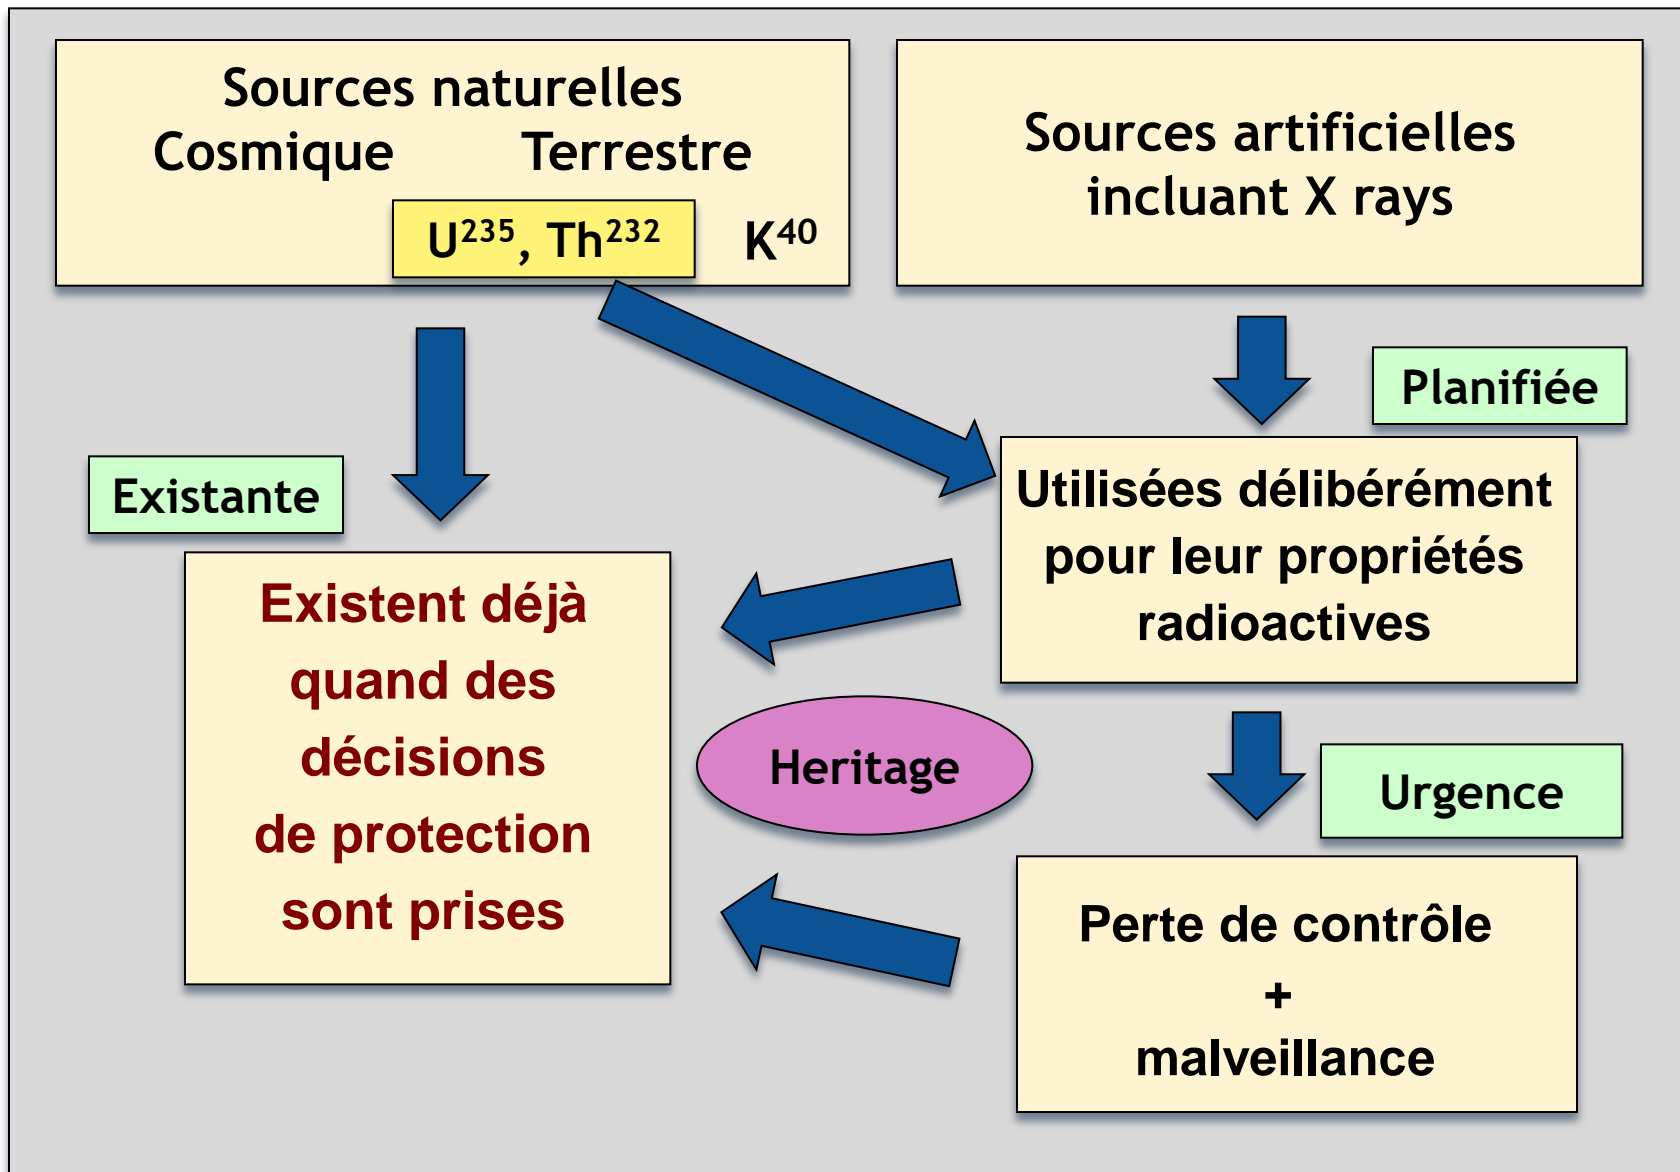 Sources naturelles
Cosmique Terrestre
U²³⁵, Th²³² K⁴⁰
Sources artificielles
incluant X rays
Planifiée
Existante
Utilisées délibérément
pour leur propriétés
radioactives
Existent déjà
quand des
décisions
de protection
sont prises
Heritage
Urgence
Perte de contrôle
+
malveillance